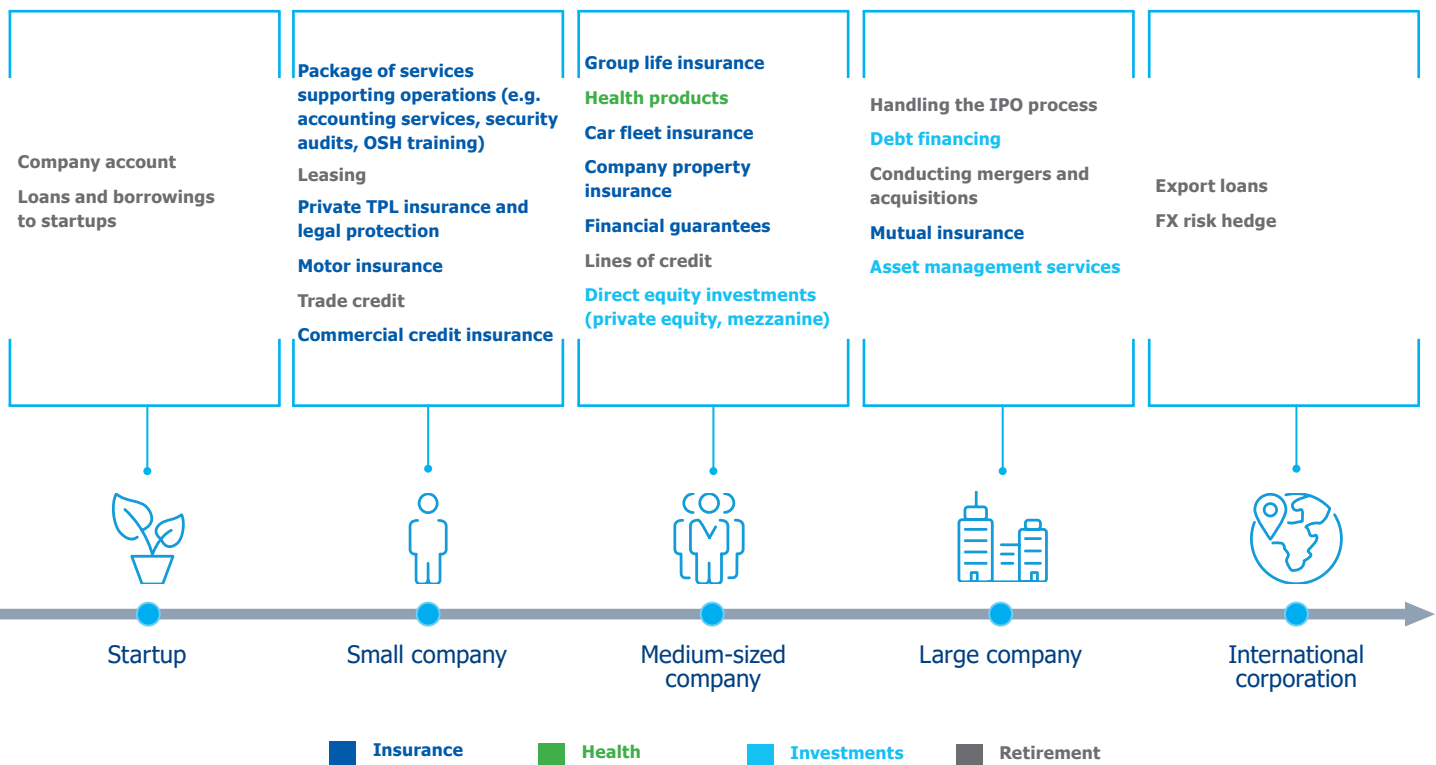 Company account
Loans and borrowings
to startups
Package of services
supporting operations (e.g.
accounting services, security
audits, OSH training)
Leasing
Private TPL insurance and
legal protection
Motor insurance
Trade credit
Commercial credit insurance
Group life insurance
Health products
Car fleet insurance
Company property
insurance
Financial guarantees
Lines of credit
Direct equity investments
(private equity, mezzanine)
Handling the IPO process
Debt financing
Conducting mergers and
acquisitions
Mutual insurance
Asset management services
Export loans
FX risk hedge
Startup
Small company
Medium-sized
company
Large company
International
corporation
Insurance
Health
Investments
Retirement